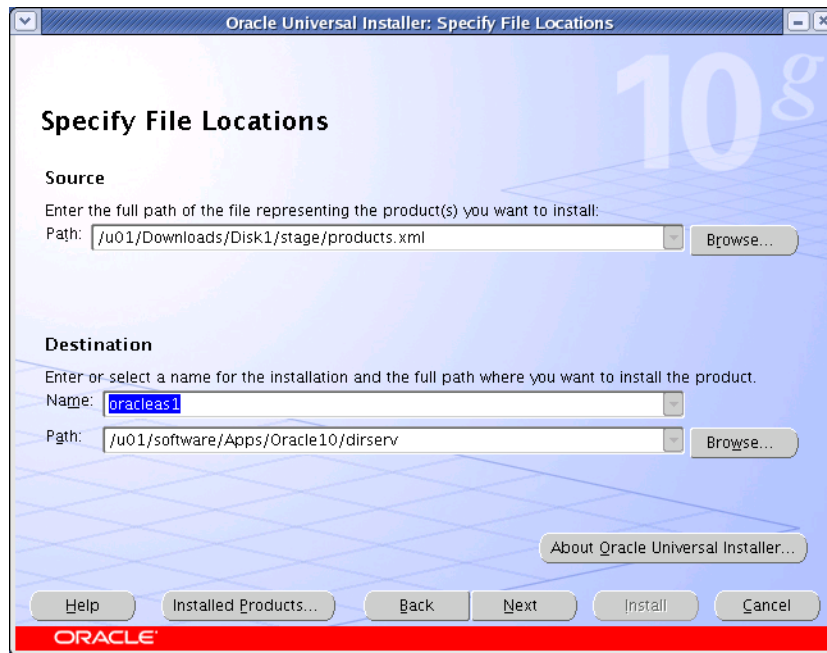 Oracle Universal Installer: Specify File Locations
10g
Specify File Locations
Source
Enter the full path of the file representing the product(s) you want to install:
Path: /u01/Downloads/Disk1/stage/products.xml Browse...
Destination
Enter or select a name for the installation and the full path where you want to install the product.
Name: oracleas1
Path: /u01/software/Apps/Oracle10/dirserv Browse...
About Oracle Universal Installer...
Help Installed Products... Back Next Install Cancel
ORACLE